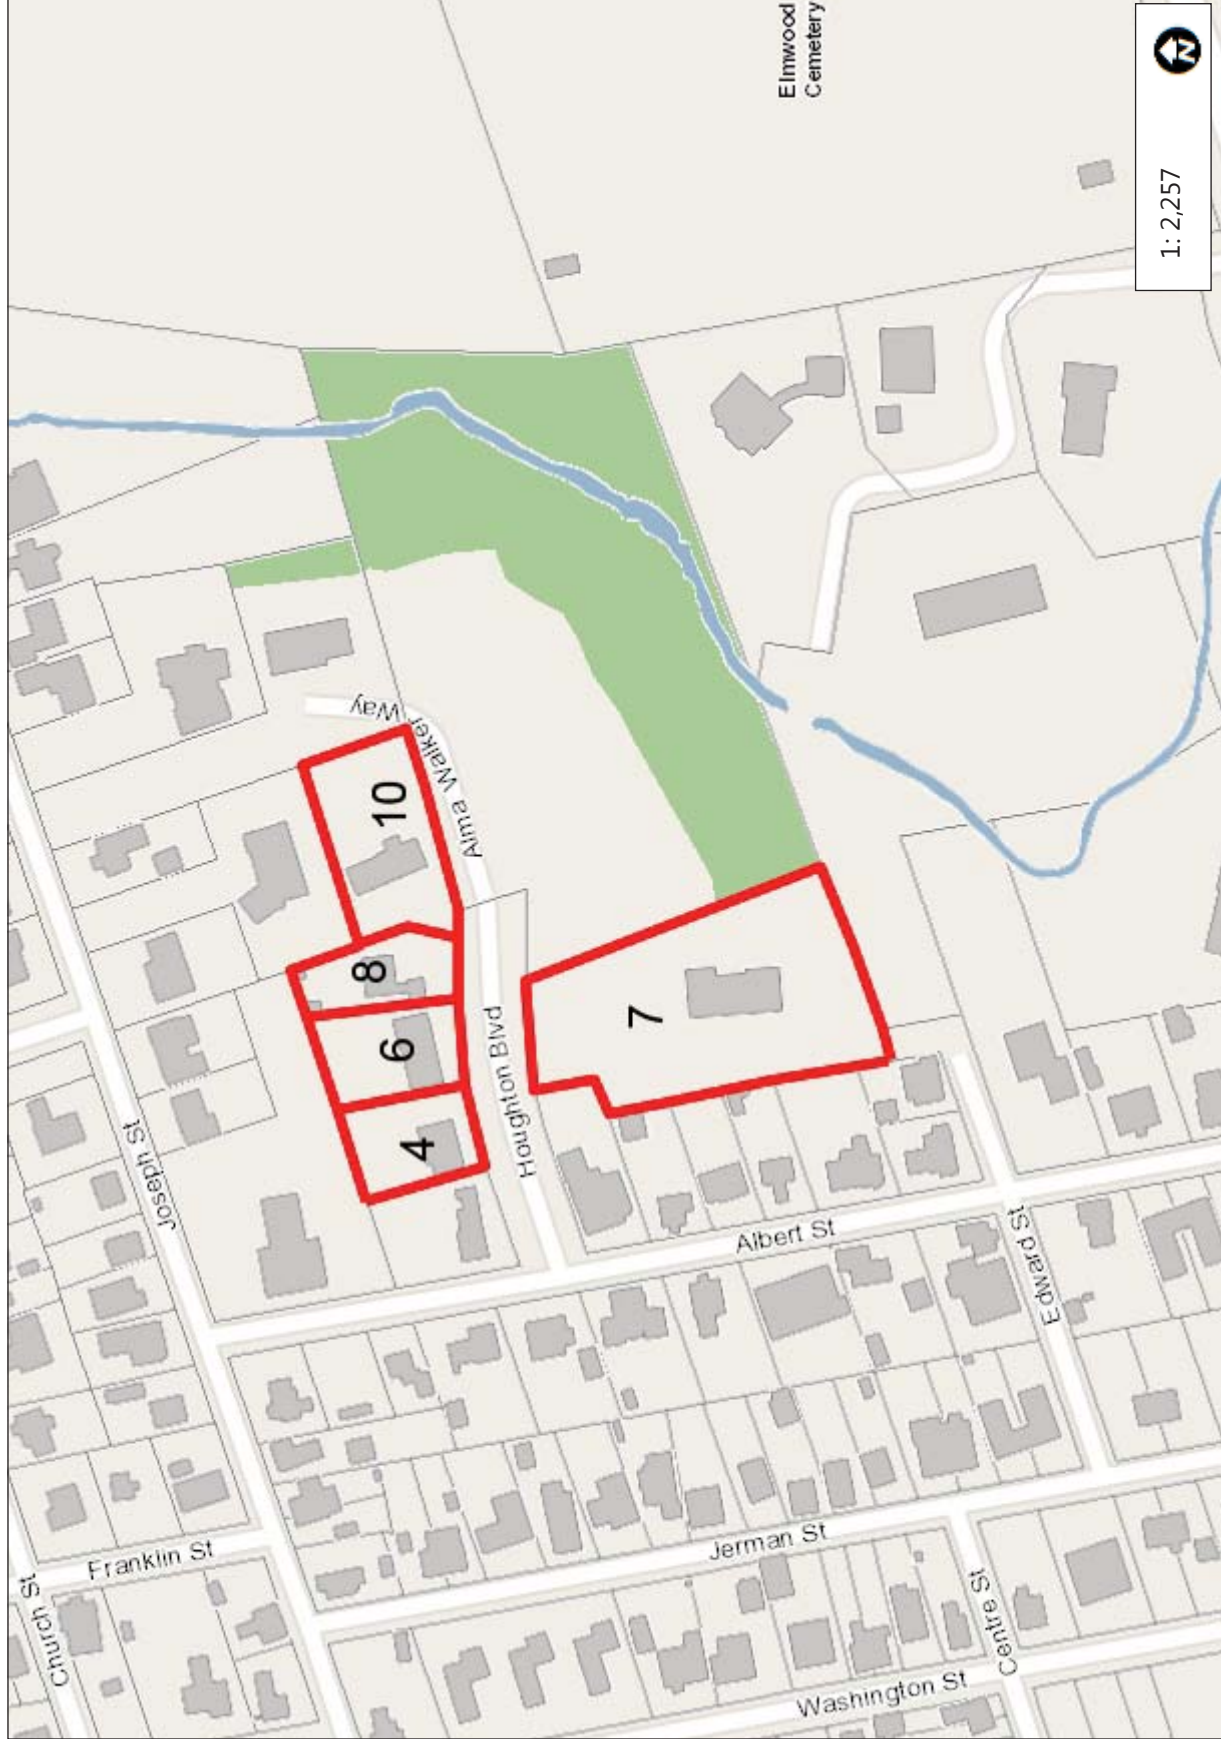 Elmwood
Cemetery
N
1: 2,257
Alma Walker Way
10
8
6
4
7
Houghton Blvd
Joseph St
Albert St
Edward St
Jerman St
Franklin St
Church St
Centre St
Washington St